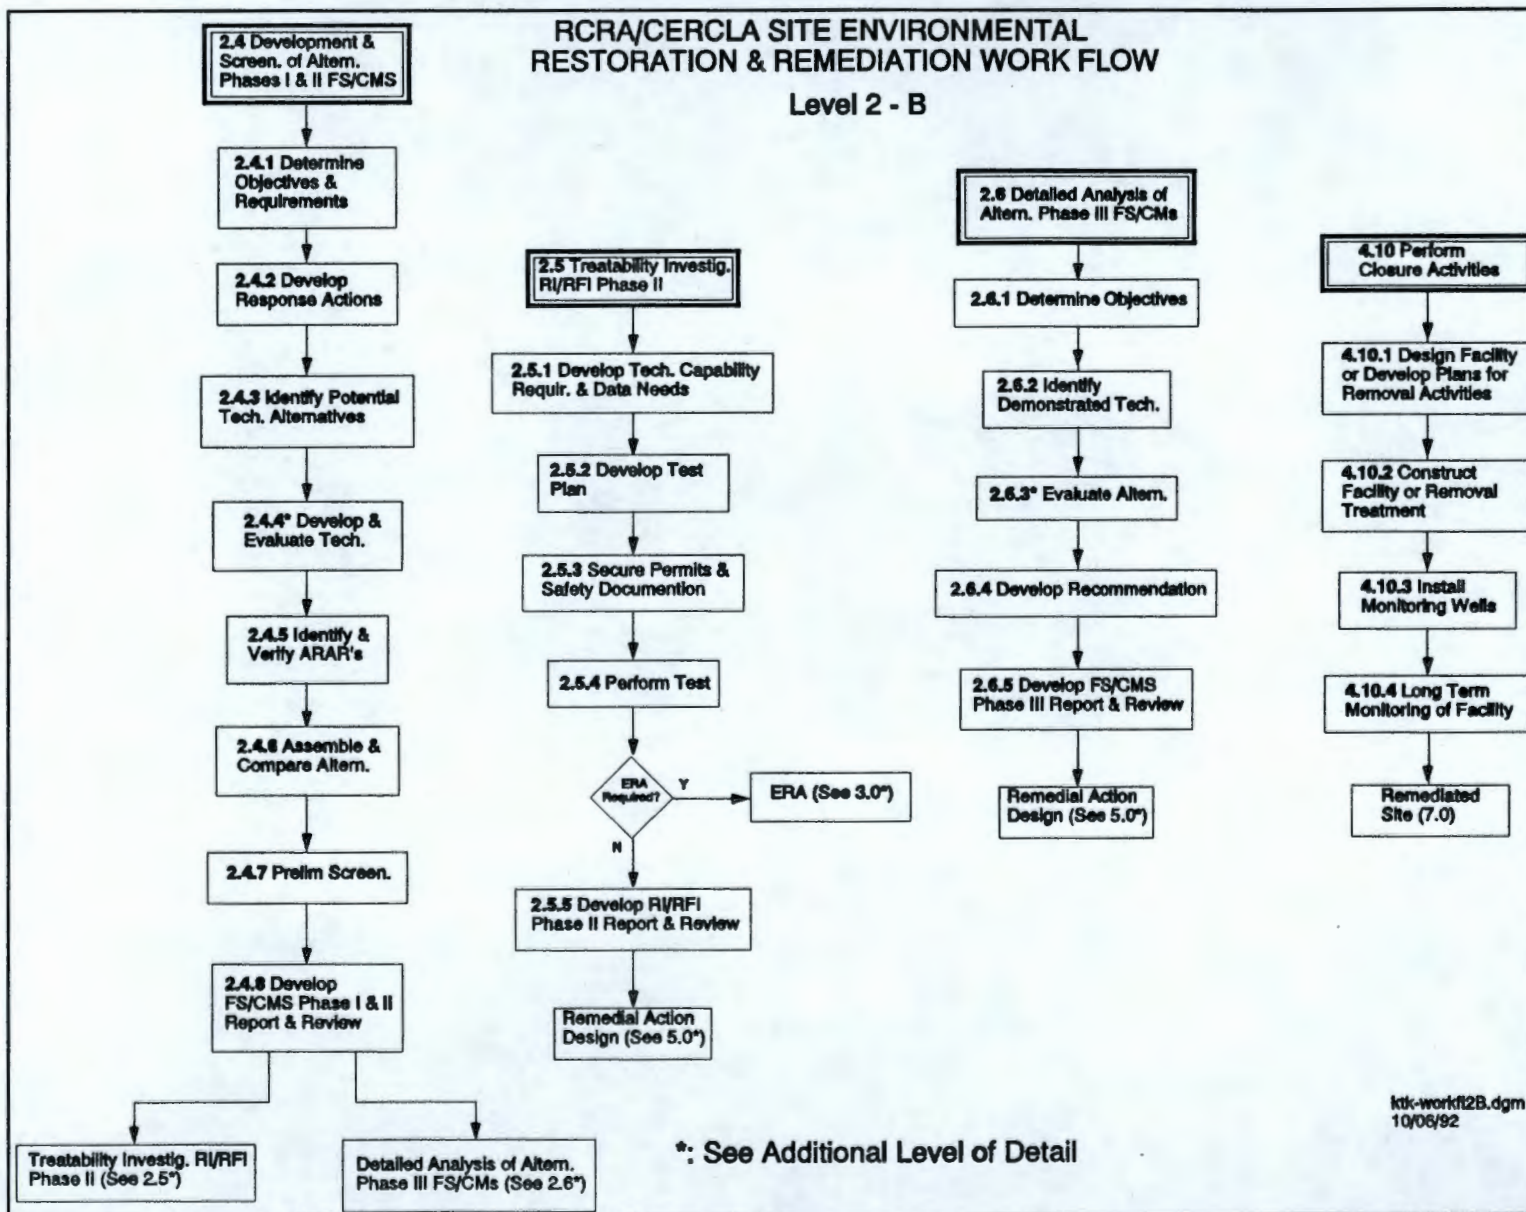 RCRA/CERCLA SITE ENVIRONMENTAL
RESTORATION & REMEDIATION WORK FLOW
Level 2 - B
2.4 Development &
Screen. of Altern.
Phases I & II FS/CMS
2.4.1 Determine
Objectives &
Requirements
2.4.2 Develop
Response Actions
2.4.3 Identify Potential
Tech. Alternatives
2.4.4* Develop &
Evaluate Tech.
2.4.5 Identify &
Verify ARAR's
2.4.6 Assemble &
Compare Altern.
2.4.7 Prelim Screen.
2.4.8 Develop
FS/CMS Phase I & II
Report & Review
Treatability Investig. RI/RFI
Phase II (See 2.5*)
Detailed Analysis of Altern.
Phase III FS/CMs (See 2.6*)
2.5 Treatability Investig.
RI/RFI Phase II
2.5.1 Develop Tech. Capability
Requir. & Data Needs
2.5.2 Develop Test
Plan
2.5.3 Secure Permits &
Safety Documention
2.5.4 Perform Test
ERA
Required?
Y
ERA (See 3.0*)
N
2.5.5 Develop RI/RFI
Phase II Report & Review
Remedial Action
Design (See 5.0*)
2.6 Detailed Analysis of
Altern. Phase III FS/CMs
2.6.1 Determine Objectives
2.6.2 Identify
Demonstrated Tech.
2.6.3* Evaluate Altern.
2.6.4 Develop Recommendation
2.6.5 Develop FS/CMS
Phase III Report & Review
Remedial Action
Design (See 5.0*)
4.10 Perform
Closure Activities
4.10.1 Design Facility
or Develop Plans for
Removal Activities
4.10.2 Construct
Facility or Removal
Treatment
4.10.3 Install
Monitoring Wells
4.10.4 Long Term
Monitoring of Facility
Remediated
Site (7.0)
*: See Additional Level of Detail
ktk-workfl2B.dgm
10/06/92